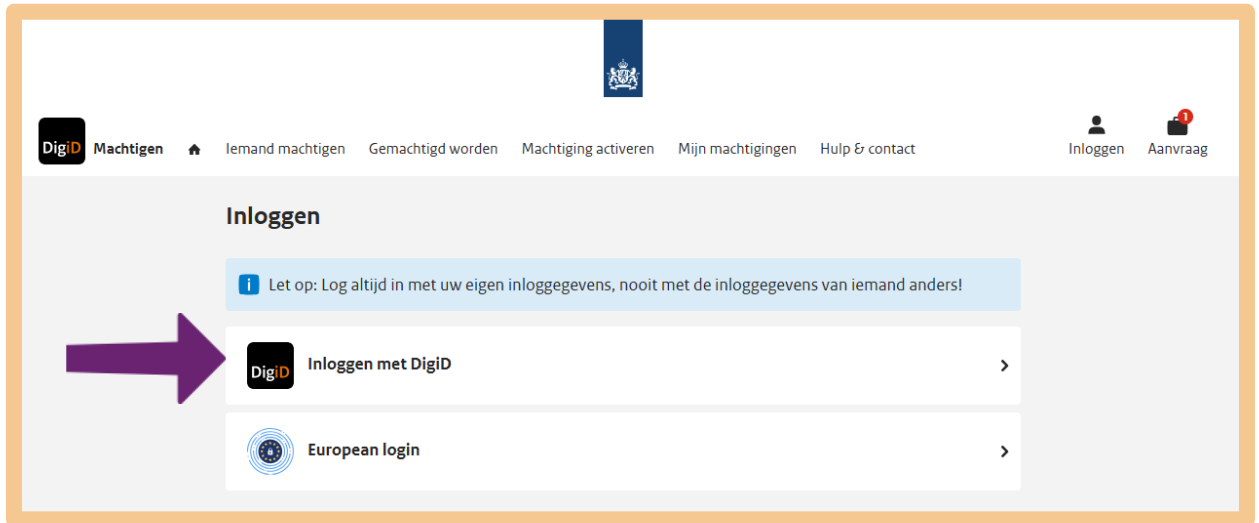 1
DigiD Machtigen Iemand machtigen Gemachtigd worden Machtiging activeren Mijn machtigingen Hulp & contact Inloggen Aanvraag
Inloggen
i Let op: Log altijd in met uw eigen inloggegevens, nooit met de inloggegevens van iemand anders!
DigiD Inloggen met DigiD
European login